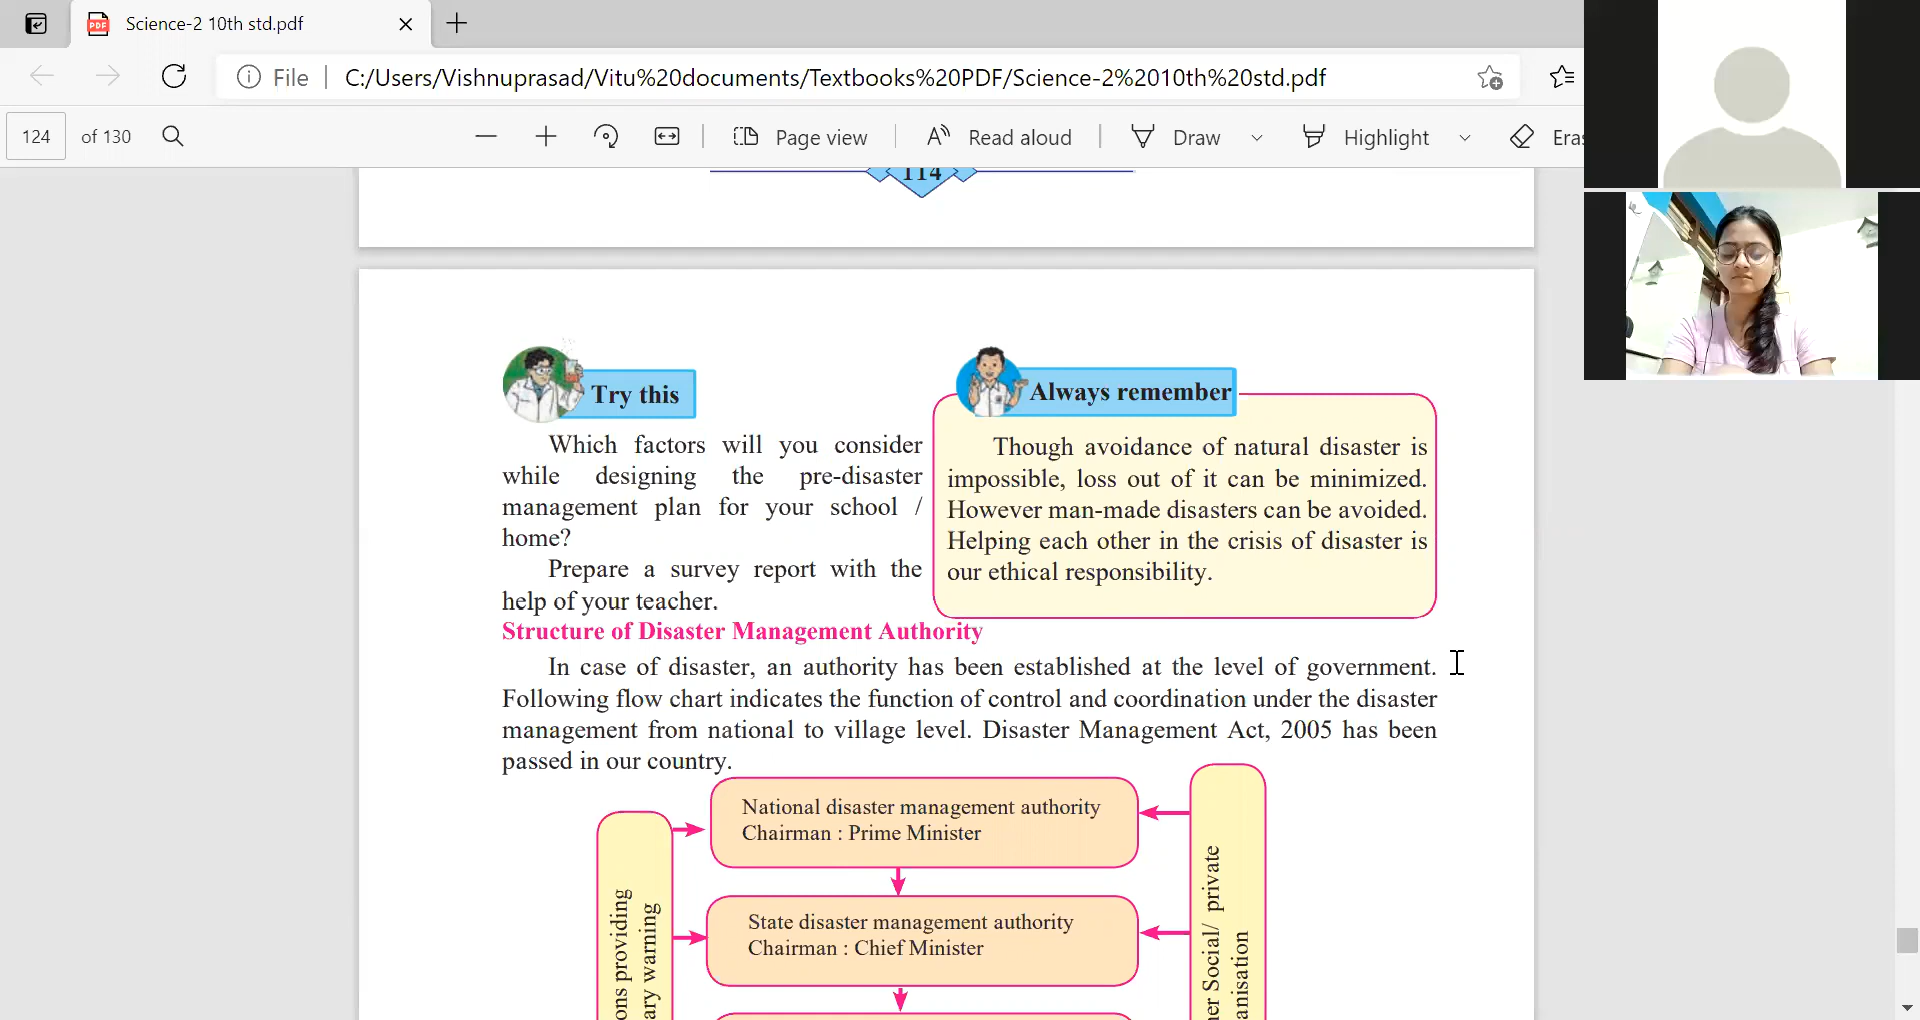 Science-2 10th std.pdf
File
C:/Users/Vishnuprasad/Vitu%20documents/Textbooks%20PDF/Science-2%2010th%20std.pdf
124 of 130
Page view
Read aloud
Draw
Highlight
Eras
114
Try this
Which factors will you consider
while designing the pre-disaster
management plan for your school /
home?
Prepare a survey report with the
help of your teacher.
Always remember
Though avoidance of natural disaster is
impossible, loss out of it can be minimized.
However man-made disasters can be avoided.
Helping each other in the crisis of disaster is
our ethical responsibility.
Structure of Disaster Management Authority
In case of disaster, an authority has been established at the level of government.
Following flow chart indicates the function of control and coordination under the disaster
management from national to village level. Disaster Management Act, 2005 has been
passed in our country.
National disaster management authority
Chairman : Prime Minister
State disaster management authority
Chairman : Chief Minister
ons providing
ary warning
er Social/ private
anisation